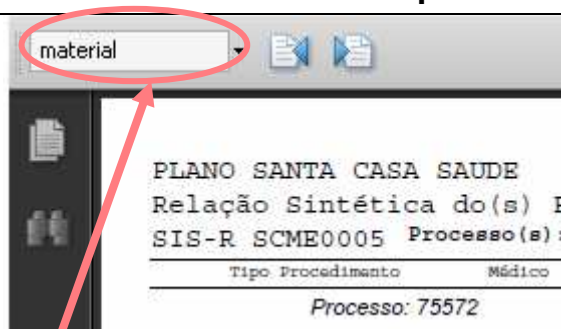 material
PLANO SANTA CASA SAUDE
Relação Sintética do(s)
SIS-R SCME0005 Processo(s):
Tipo Procedimento Médico
Processo: 75572